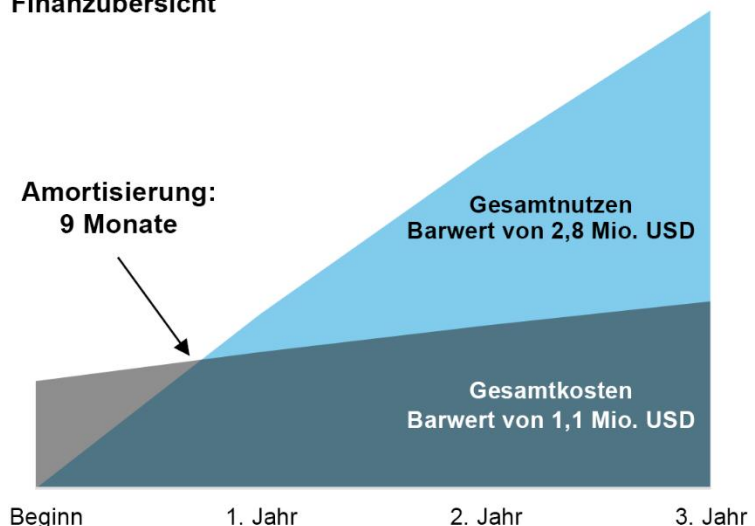 Finanzübersicht
Amortisierung:
9 Monate
Gesamtnutzen
Barwert von 2,8 Mio. USD
Gesamtkosten
Barwert von 1,1 Mio. USD
Beginn
1. Jahr
2. Jahr
3. Jahr